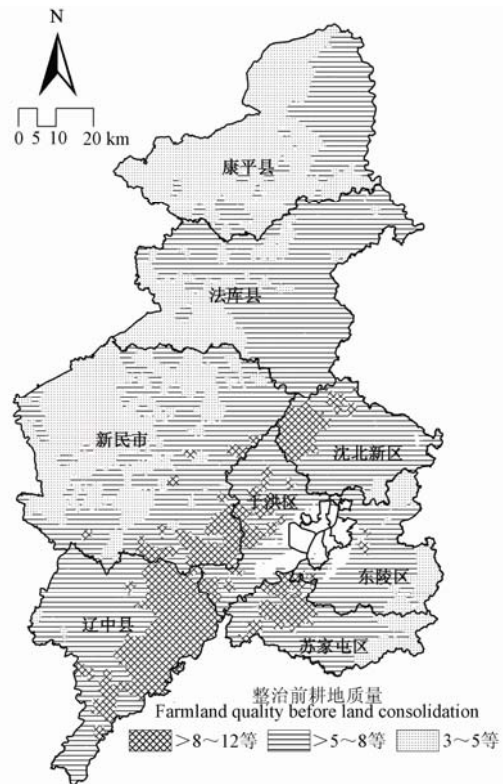 N
0 5 10 20 km
康平县
法库县
新民市
沈北新区
于洪区
东陵区
辽中县
苏家屯区
整治前耕地质量
Farmland quality before land consolidation
>8～12等 >5～8等 3～5等